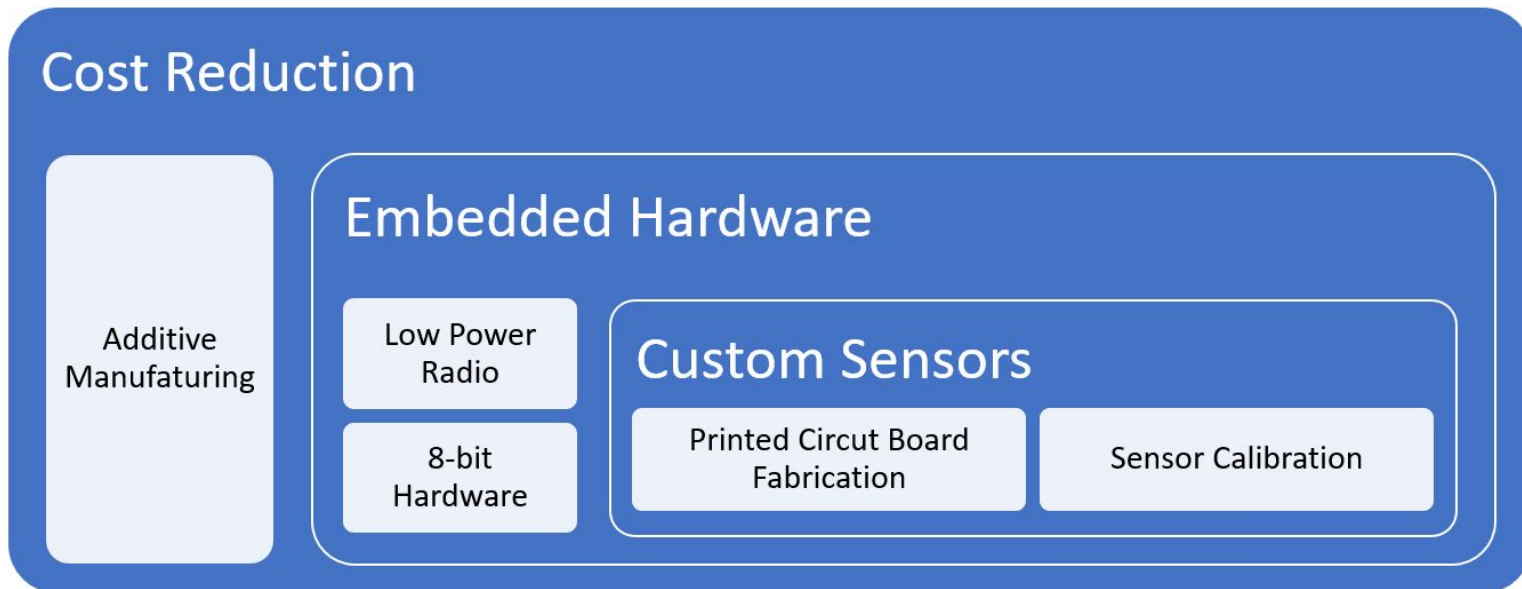 Cost Reduction
Additive
Manufaturing
Embedded Hardware
Low Power
Radio
8-bit
Hardware
Custom Sensors
Printed Circut Board
Fabrication
Sensor Calibration